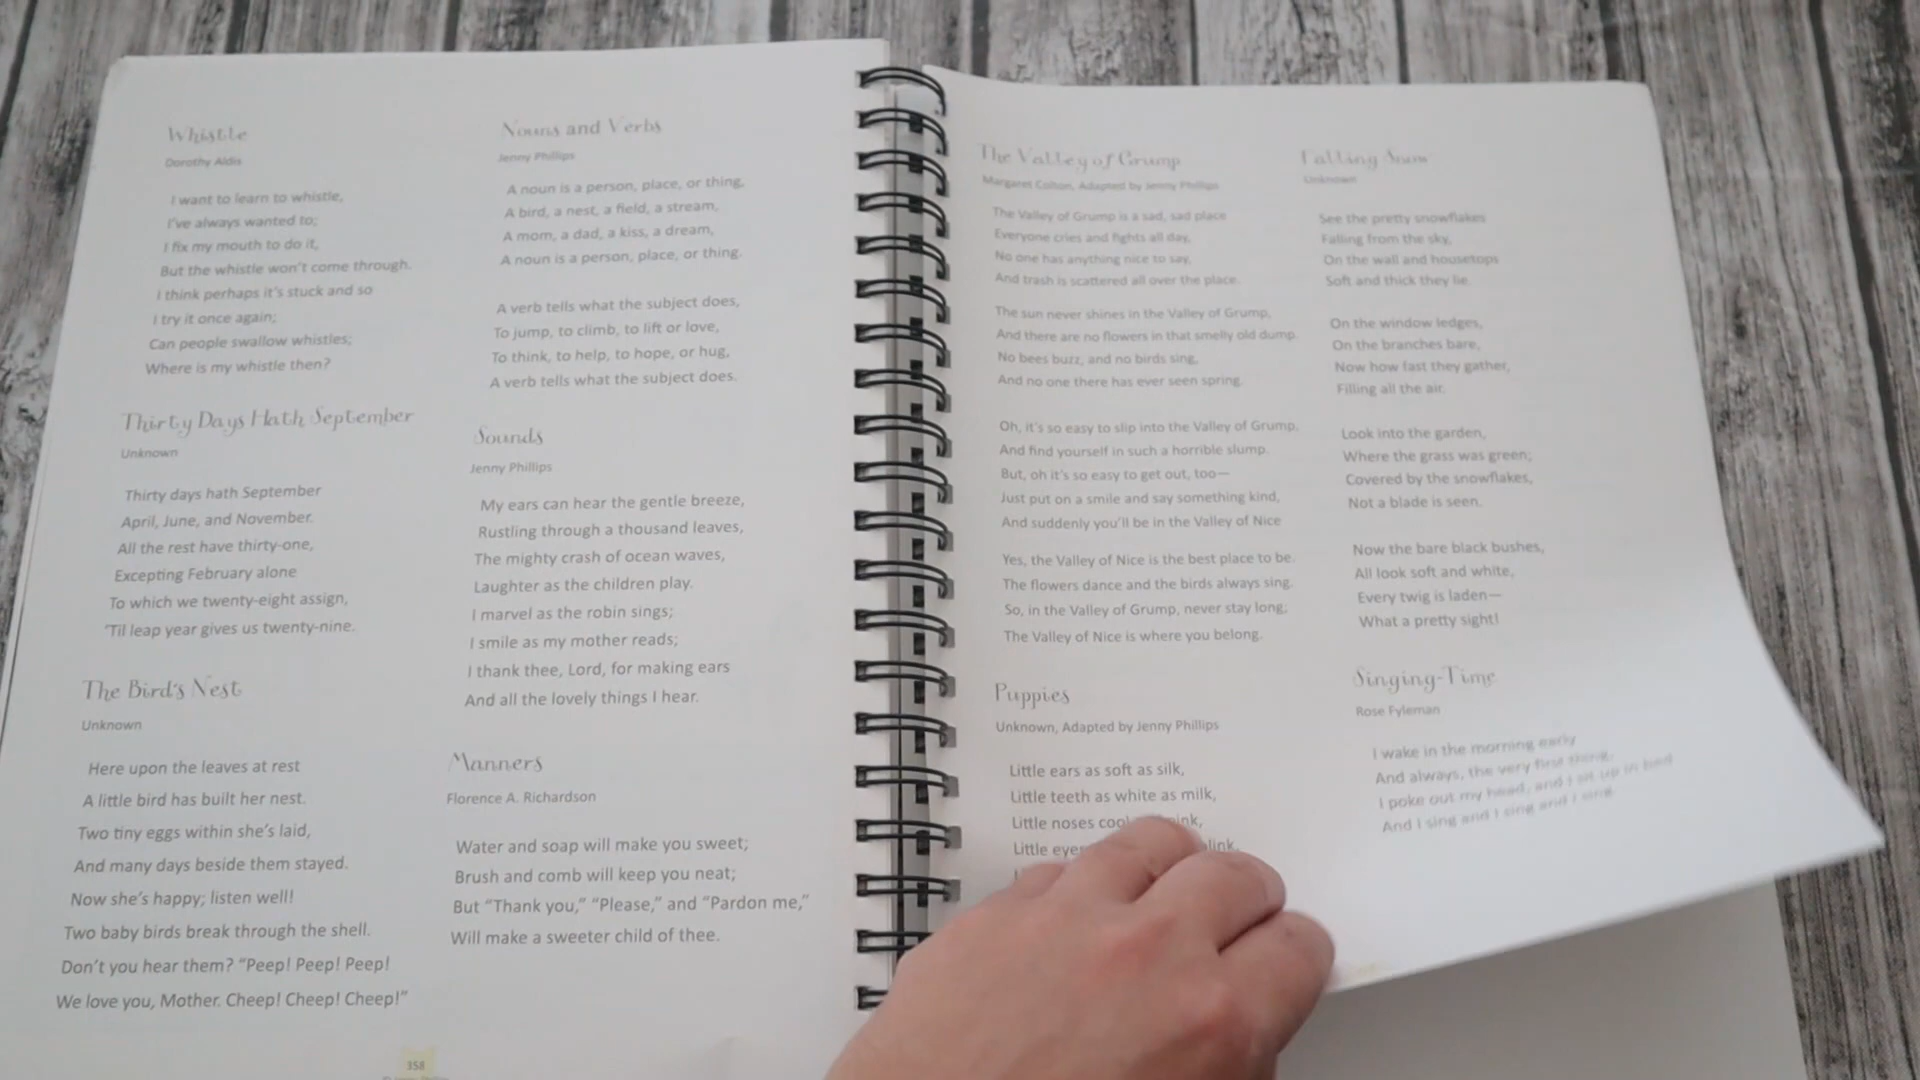 Whistle
Dorothy Aldis
I want to learn to whistle,
I've always wanted to;
I fix my mouth to do it,
But the whistle won't come through.
I think perhaps it's stuck and so
I try it once again;
Can people swallow whistles;
Where is my whistle then?
Thirty Days Hath September
Unknown
Thirty days hath September
April, June, and November.
All the rest have thirty-one,
Excepting February alone
To which we twenty-eight assign,
'Til leap year gives us twenty-nine.
The Bird's Nest
Unknown
Here upon the leaves at rest
A little bird has built her nest.
Two tiny eggs within she's laid,
And many days beside them stayed.
Now she's happy; listen well!
Two baby birds break through the shell.
Don't you hear them? "Peep! Peep! Peep!
We love you, Mother. Cheep! Cheep! Cheep!"
Nouns and Verbs
Jenny Phillips
A noun is a person, place, or thing,
A bird, a nest, a field, a stream,
A mom, a dad, a kiss, a dream,
A noun is a person, place, or thing.
A verb tells what the subject does,
To jump, to climb, to lift or love,
To think, to help, to hope, or hug,
A verb tells what the subject does.
Sounds
Jenny Phillips
My ears can hear the gentle breeze,
Rustling through a thousand leaves,
The mighty crash of ocean waves,
Laughter as the children play.
I marvel as the robin sings;
I smile as my mother reads;
I thank thee, Lord, for making ears
And all the lovely things I hear.
Manners
Florence A. Richardson
Water and soap will make you sweet;
Brush and comb will keep you neat;
But "Thank you," "Please," and "Pardon me,"
Will make a sweeter child of thee.
358
The Valley of Grump
Margaret Colton, Adapted by Jenny Phillips
The Valley of Grump is a sad, sad place
Everyone cries and fights all day,
No one has anything nice to say,
And trash is scattered all over the place.
The sun never shines in the Valley of Grump,
And there are no flowers in that smelly old dump.
No bees buzz, and no birds sing,
And no one there has ever seen spring.
Oh, it's so easy to slip into the Valley of Grump,
And find yourself in such a horrible slump.
But, oh it's so easy to get out, too—
Just put on a smile and say something kind,
And suddenly you'll be in the Valley of Nice
Yes, the Valley of Nice is the best place to be.
The flowers dance and the birds always sing.
So, in the Valley of Grump, never stay long;
The Valley of Nice is where you belong.
Puppies
Unknown, Adapted by Jenny Phillips
Little ears as soft as silk,
Little teeth as white as milk,
Little noses
Little
Falling Snow
Unknown
See the pretty snowflakes
Falling from the sky,
On the wall and housetops
Soft and thick they lie.
On the window ledges,
On the branches bare,
Now how fast they gather,
Filling all the air.
Look into the garden,
Where the grass was green;
Covered by the snowflakes,
Not a blade is seen.
Now the bare black bushes,
All look soft and white,
Every twig is laden—
What a pretty sight!
Singing-Time
Rose Fyleman
I wake in the morning early
And always, the very first thing,
I poke out my head, and I sit up in bed
And I sing and I sing and I sing.